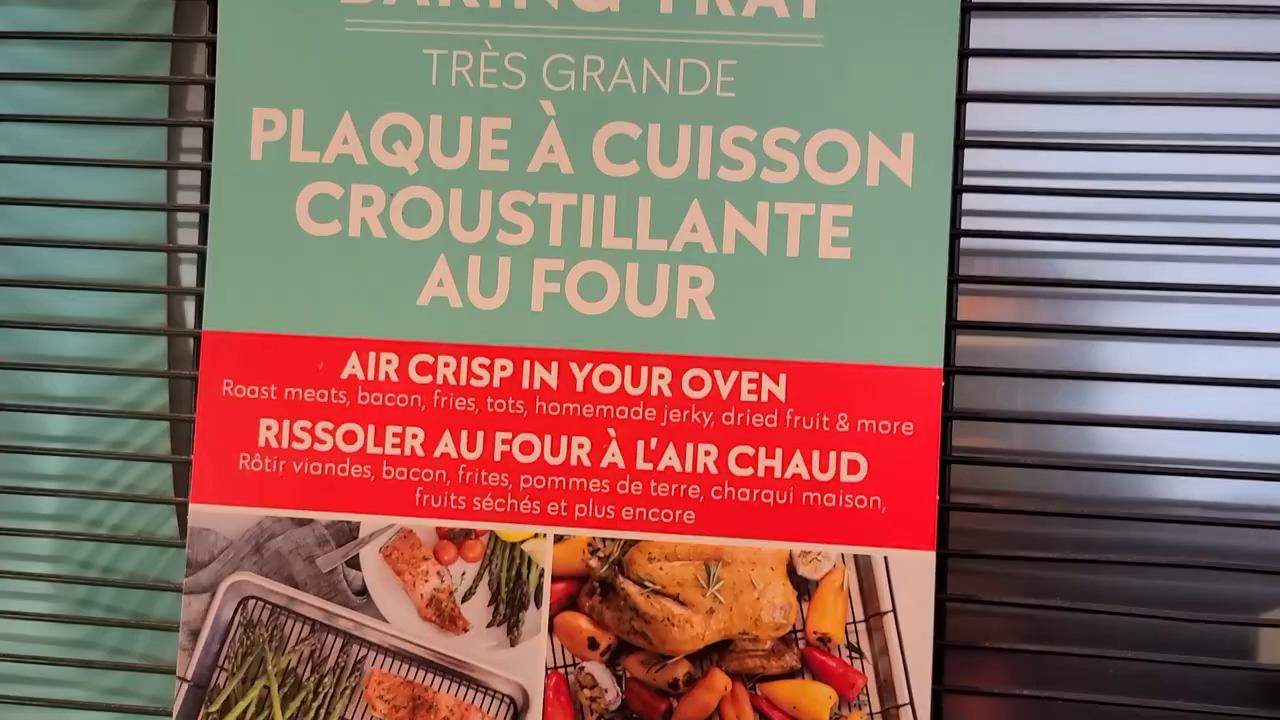 BAKING TRAY
TRÈS GRANDE
PLAQUE À CUISSON
CROUSTILLANTE
AU FOUR
AIR CRISP IN YOUR OVEN
Roast meats, bacon, fries, tots, homemade jerky, dried fruit & more
RISSOLER AU FOUR À L'AIR CHAUD
Rôtir viandes, bacon, frites, pommes de terre, charqui maison,
fruits séchés et plus encore